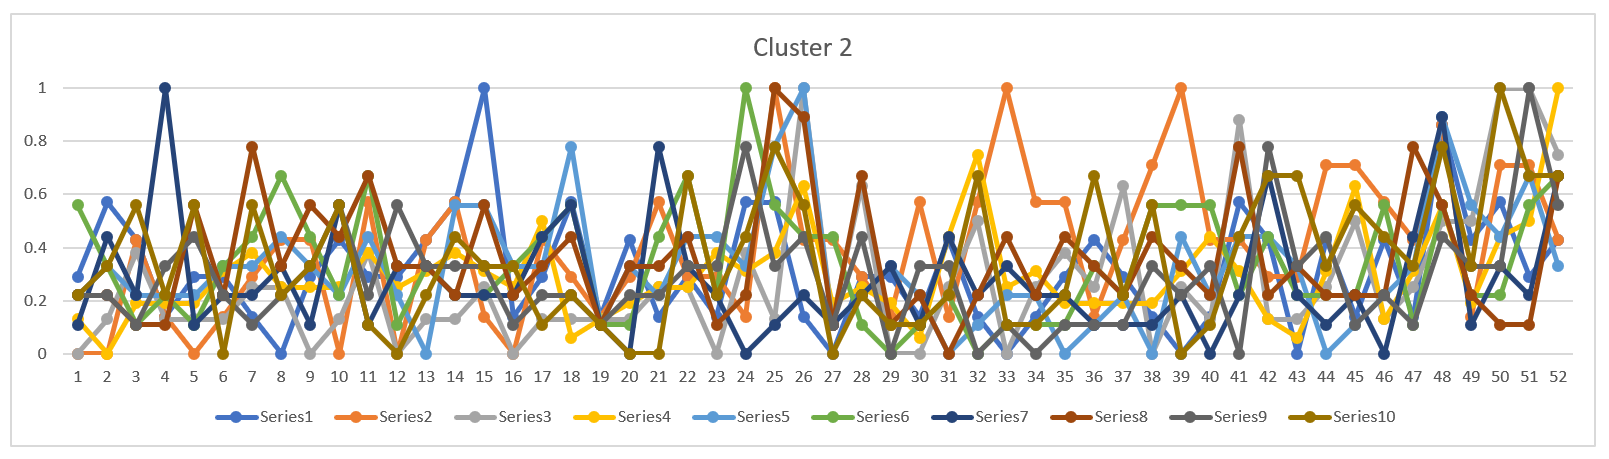 Cluster 2
1
0.8
0.6
0.4
0.2
0
1 2 3 4 5 6 7 8 9 10 11 12 13 14 15 16 17 18 19 20 21 22 23 24 25 26 27 28 29 30 31 32 33 34 35 36 37 38 39 40 41 42 43 44 45 46 47 48 49 50 51 52
Series1 Series2 Series3 Series4 Series5 Series6 Series7 Series8 Series9 Series10